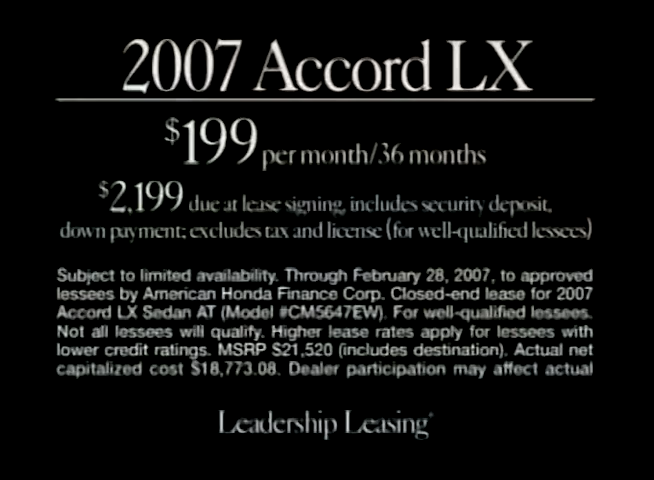 2007 Accord LX
$199 per month/36 months
$2,199 due at lease signing, includes security deposit,
down payment; excludes tax and license (for well-qualified lessees)
Subject to limited availability. Through February 28, 2007, to approved
lessees by American Honda Finance Corp. Closed-end lease for 2007
Accord LX Sedan AT (Model #CM5647EW). For well-qualified lessees.
Not all lessees will qualify. Higher lease rates apply for lessees with
lower credit ratings. MSRP $21,520 (includes destination). Actual net
capitalized cost $18,773.08. Dealer participation may affect actual
Leadership Leasing